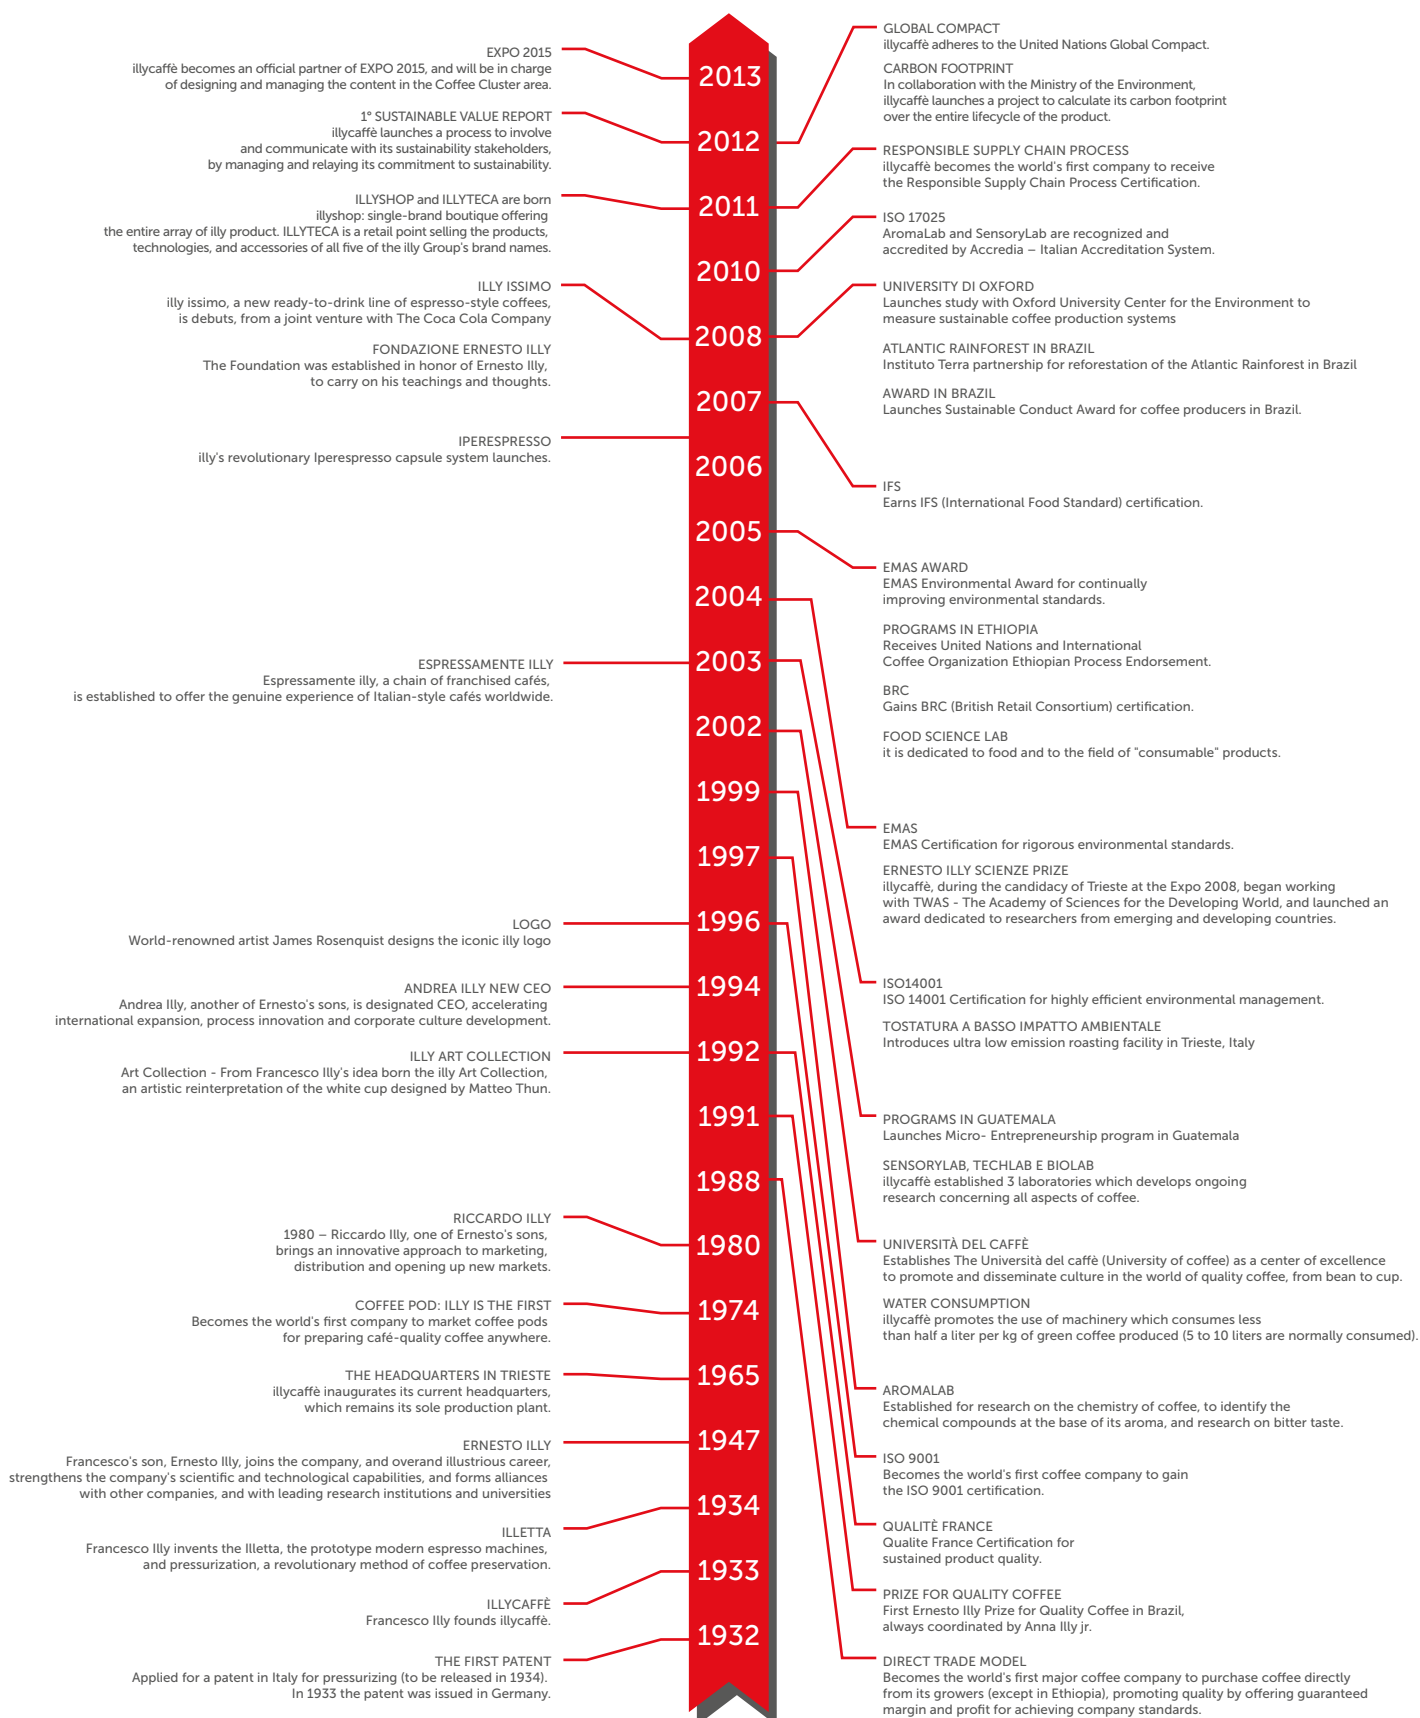 EXPO 2015
illycaffè becomes an official partner of EXPO 2015, and will be in charge
of designing and managing the content in the Coffee Cluster area.
1° SUSTAINABLE VALUE REPORT
illycaffè launches a process to involve
and communicate with its sustainability stakeholders,
by managing and relaying its commitment to sustainability.
ILLYSHOP and ILLYTECA are born
illyshop: single-brand boutique offering
the entire array of illy product. ILLYTECA is a retail point selling the products,
technologies, and accessories of all five of the illy Group's brand names.
ILLY ISSIMO
illy issimo, a new ready-to-drink line of espresso-style coffees,
is debuts, from a joint venture with The Coca Cola Company
FONDAZIONE ERNESTO ILLY
The Foundation was established in honor of Ernesto Illy,
to carry on his teachings and thoughts.
IPERESPRESSO
illy's revolutionary Iperespresso capsule system launches.
ESPRESSAMENTE ILLY
Espressamente illy, a chain of franchised cafés,
is established to offer the genuine experience of Italian-style cafés worldwide.
LOGO
World-renowned artist James Rosenquist designs the iconic illy logo
ANDREA ILLY NEW CEO
Andrea Illy, another of Ernesto's sons, is designated CEO, accelerating
international expansion, process innovation and corporate culture development.
ILLY ART COLLECTION
Art Collection - From Francesco Illy's idea born the illy Art Collection,
an artistic reinterpretation of the white cup designed by Matteo Thun.
RICCARDO ILLY
1980 – Riccardo Illy, one of Ernesto's sons,
brings an innovative approach to marketing,
distribution and opening up new markets.
COFFEE POD: ILLY IS THE FIRST
Becomes the world's first company to market coffee pods
for preparing café-quality coffee anywhere.
THE HEADQUARTERS IN TRIESTE
illycaffè inaugurates its current headquarters,
which remains its sole production plant.
ERNESTO ILLY
Francesco's son, Ernesto Illy, joins the company, and overand illustrious career,
strengthens the company's scientific and technological capabilities, and forms alliances
with other companies, and with leading research institutions and universities
ILLETTA
Francesco Illy invents the Illetta, the prototype modern espresso machines,
and pressurization, a revolutionary method of coffee preservation.
ILLYCAFFÈ
Francesco Illy founds illycaffè.
THE FIRST PATENT
Applied for a patent in Italy for pressurizing (to be released in 1934).
In 1933 the patent was issued in Germany.
2013
2012
2011
2010
2008
2007
2006
2005
2004
2003
2002
1999
1997
1996
1994
1992
1991
1988
1980
1974
1965
1947
1934
1933
1932
GLOBAL COMPACT
illycaffè adheres to the United Nations Global Compact.
CARBON FOOTPRINT
In collaboration with the Ministry of the Environment,
illycaffè launches a project to calculate its carbon footprint
over the entire lifecycle of the product.
RESPONSIBLE SUPPLY CHAIN PROCESS
illycaffè becomes the world's first company to receive
the Responsible Supply Chain Process Certification.
ISO 17025
AromaLab and SensoryLab are recognized and
accredited by Accredia – Italian Accreditation System.
UNIVERSITY DI OXFORD
Launches study with Oxford University Center for the Environment to
measure sustainable coffee production systems
ATLANTIC RAINFOREST IN BRAZIL
Instituto Terra partnership for reforestation of the Atlantic Rainforest in Brazil
AWARD IN BRAZIL
Launches Sustainable Conduct Award for coffee producers in Brazil.
IFS
Earns IFS (International Food Standard) certification.
EMAS AWARD
EMAS Environmental Award for continually
improving environmental standards.
PROGRAMS IN ETHIOPIA
Receives United Nations and International
Coffee Organization Ethiopian Process Endorsement.
BRC
Gains BRC (British Retail Consortium) certification.
FOOD SCIENCE LAB
it is dedicated to food and to the field of "consumable" products.
EMAS
EMAS Certification for rigorous environmental standards.
ERNESTO ILLY SCIENZE PRIZE
illycaffè, during the candidacy of Trieste at the Expo 2008, began working
with TWAS - The Academy of Sciences for the Developing World, and launched an
award dedicated to researchers from emerging and developing countries.
ISO14001
ISO 14001 Certification for highly efficient environmental management.
TOSTATURA A BASSO IMPATTO AMBIENTALE
Introduces ultra low emission roasting facility in Trieste, Italy
PROGRAMS IN GUATEMALA
Launches Micro- Entrepreneurship program in Guatemala
SENSORYLAB, TECHLAB E BIOLAB
illycaffè established 3 laboratories which develops ongoing
research concerning all aspects of coffee.
UNIVERSITÀ DEL CAFFÈ
Establishes The Università del caffè (University of coffee) as a center of excellence
to promote and disseminate culture in the world of quality coffee, from bean to cup.
WATER CONSUMPTION
illycaffè promotes the use of machinery which consumes less
than half a liter per kg of green coffee produced (5 to 10 liters are normally consumed).
AROMALAB
Established for research on the chemistry of coffee, to identify the
chemical compounds at the base of its aroma, and research on bitter taste.
ISO 9001
Becomes the world's first coffee company to gain
the ISO 9001 certification.
QUALITÈ FRANCE
Qualite France Certification for
sustained product quality.
PRIZE FOR QUALITY COFFEE
First Ernesto Illy Prize for Quality Coffee in Brazil,
always coordinated by Anna Illy jr.
DIRECT TRADE MODEL
Becomes the world's first major coffee company to purchase coffee directly
from its growers (except in Ethiopia), promoting quality by offering guaranteed
margin and profit for achieving company standards.